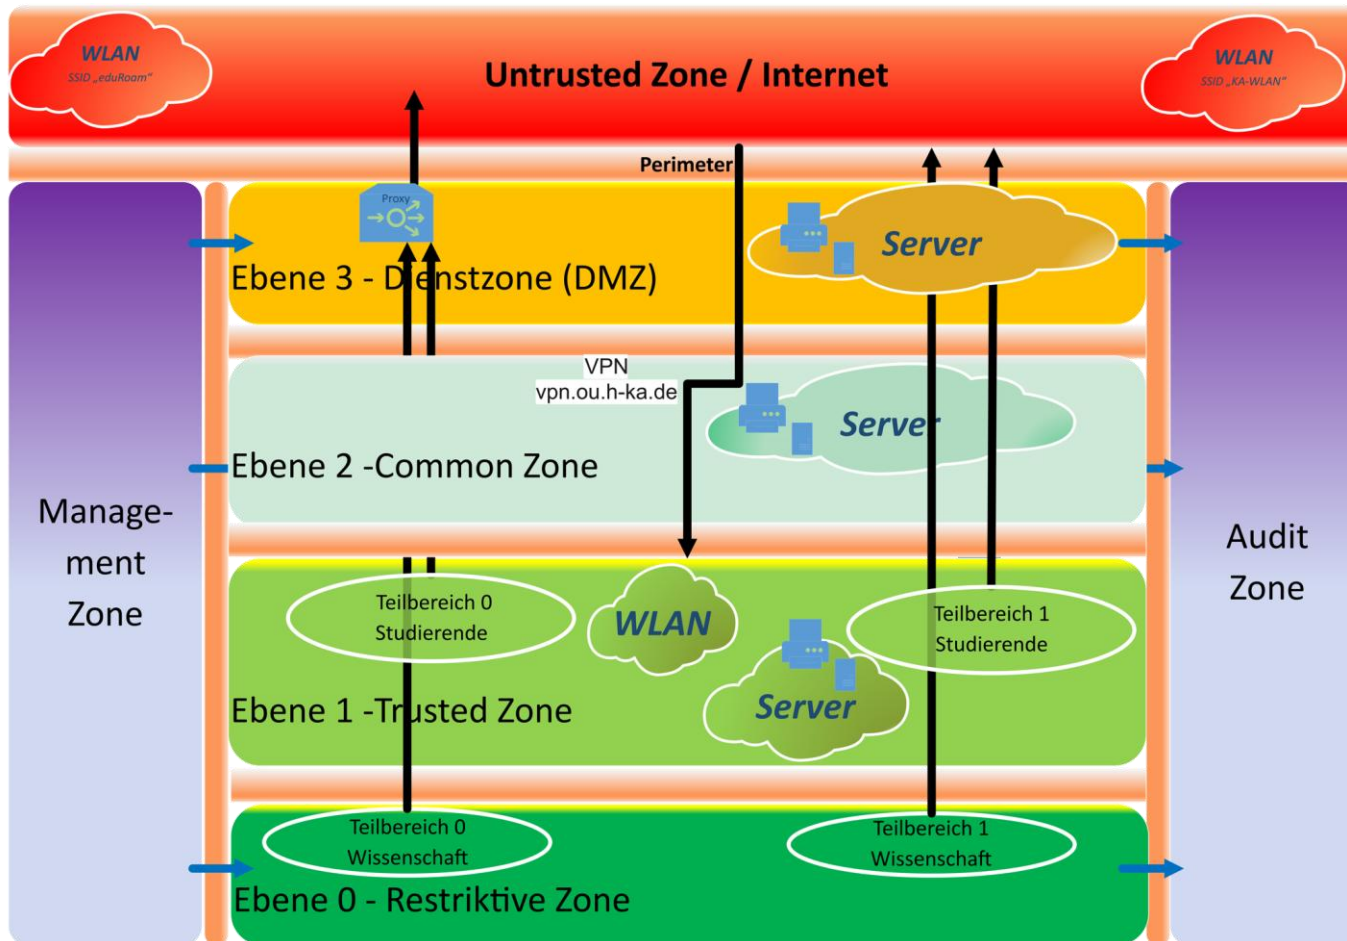 WLAN
SSID „eduRoam“
Untrusted Zone / Internet
WLAN
SSID „KA-WLAN“
Perimeter
Proxy
Server
Ebene 3 - Dienstzone (DMZ)
VPN
vpn.ou.h-ka.de
Server
Ebene 2 -Common Zone
Manage-
ment
Zone
Audit
Zone
Teilbereich 0
Studierende
WLAN
Teilbereich 1
Studierende
Server
Ebene 1 -Trusted Zone
Teilbereich 0
Wissenschaft
Teilbereich 1
Wissenschaft
Ebene 0 - Restriktive Zone